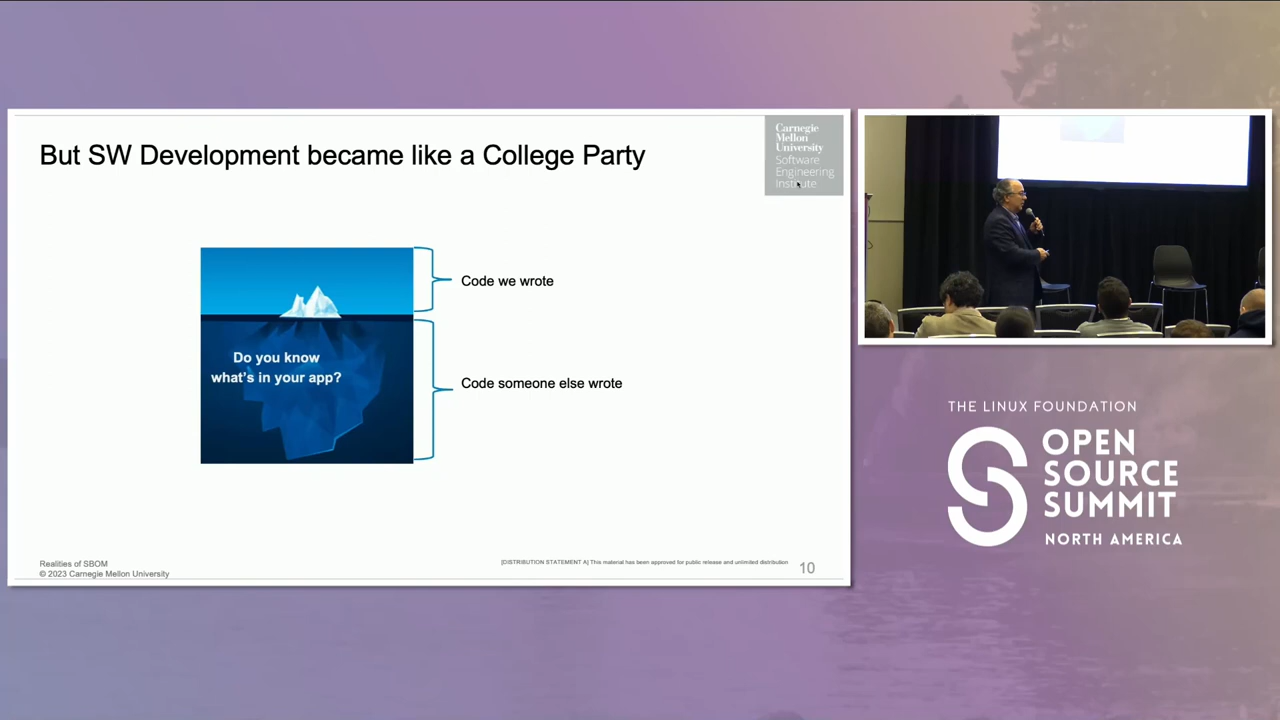 But SW Development became like a College Party
Carnegie
Mellon
University
Software
Engineering
Institute
Code we wrote
Do you know
what's in your app?
Code someone else wrote
Realities of SBOM
© 2023 Carnegie Mellon University
[DISTRIBUTION STATEMENT A] This material has been approved for public release and unlimited distribution
10
THE LINUX FOUNDATION
OPEN
SOURCE
SUMMIT
NORTH AMERICA